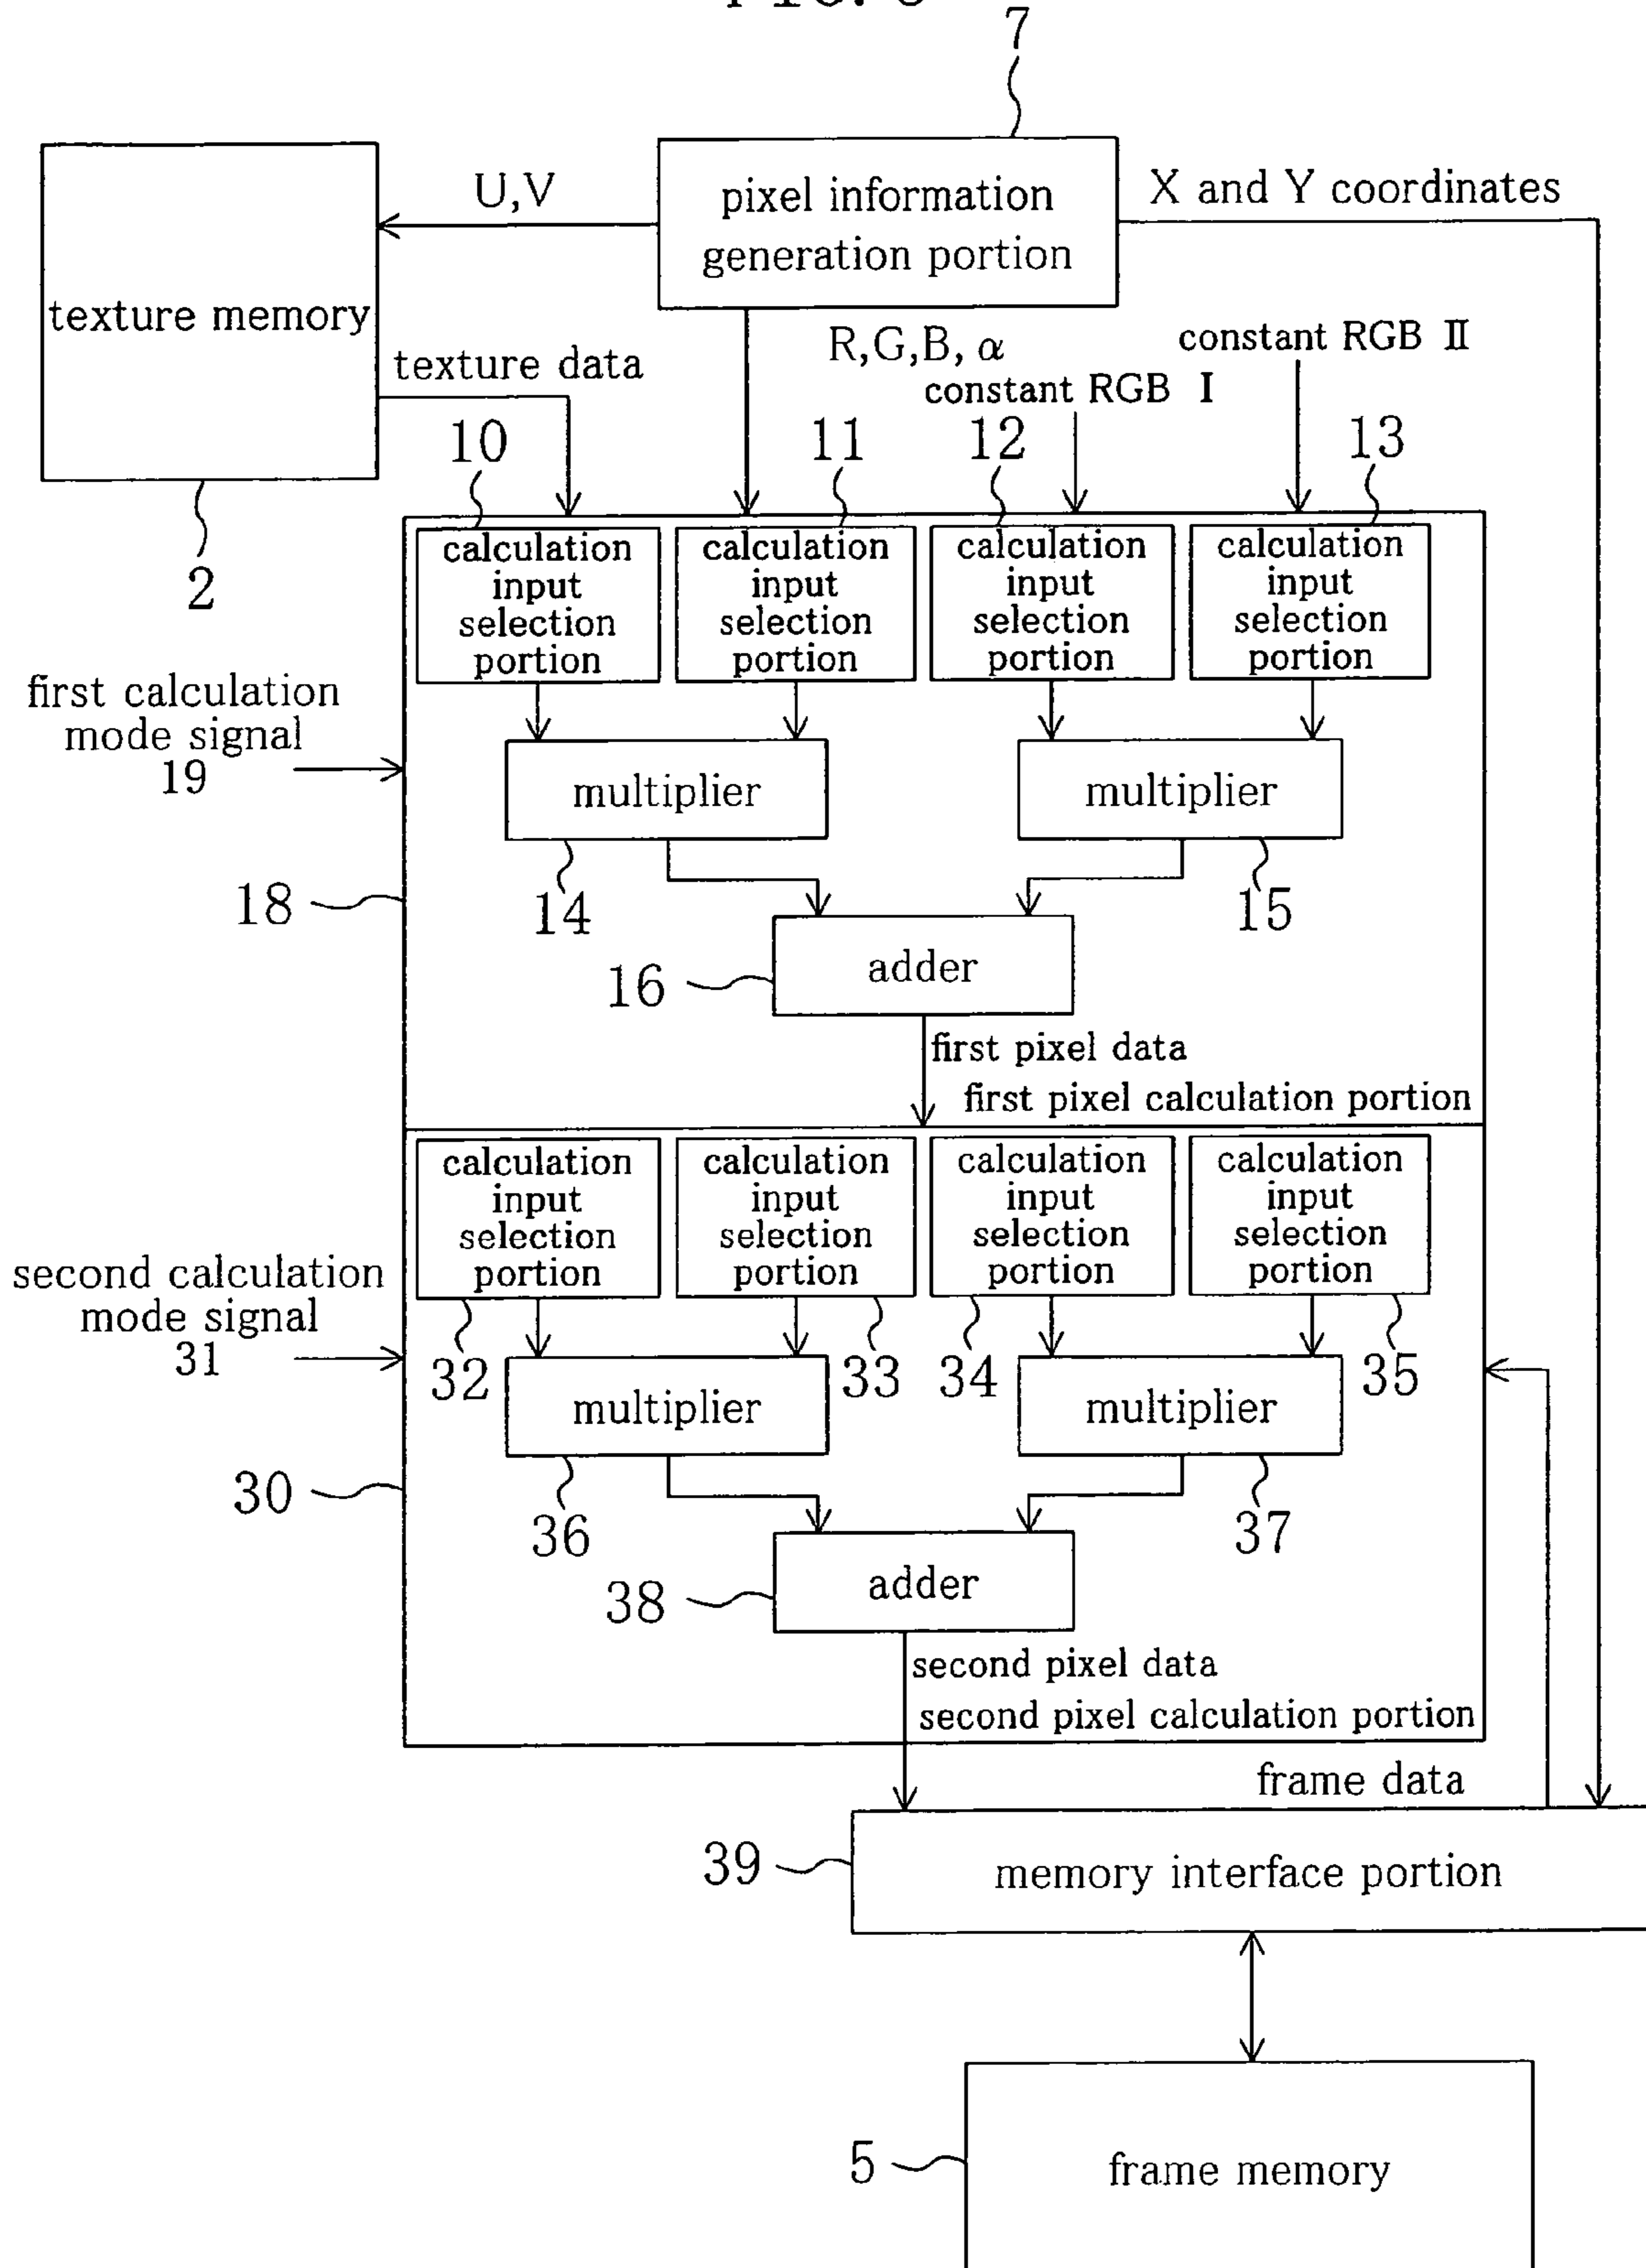 7
pixel information
generation portion
U,V
X and Y coordinates
texture memory
texture data
R,G,B, α
constant RGB I
constant RGB II
2
10
11
12
13
calculation
input
selection
portion
calculation
input
selection
portion
calculation
input
selection
portion
calculation
input
selection
portion
first calculation
mode signal
19
multiplier
multiplier
14
15
18
adder
16
first pixel data
first pixel calculation portion
calculation
input
selection
portion
calculation
input
selection
portion
calculation
input
selection
portion
calculation
input
selection
portion
second calculation
mode signal
31
32
33
34
35
multiplier
multiplier
30
36
37
adder
38
second pixel data
second pixel calculation portion
frame data
39
memory interface portion
5
frame memory